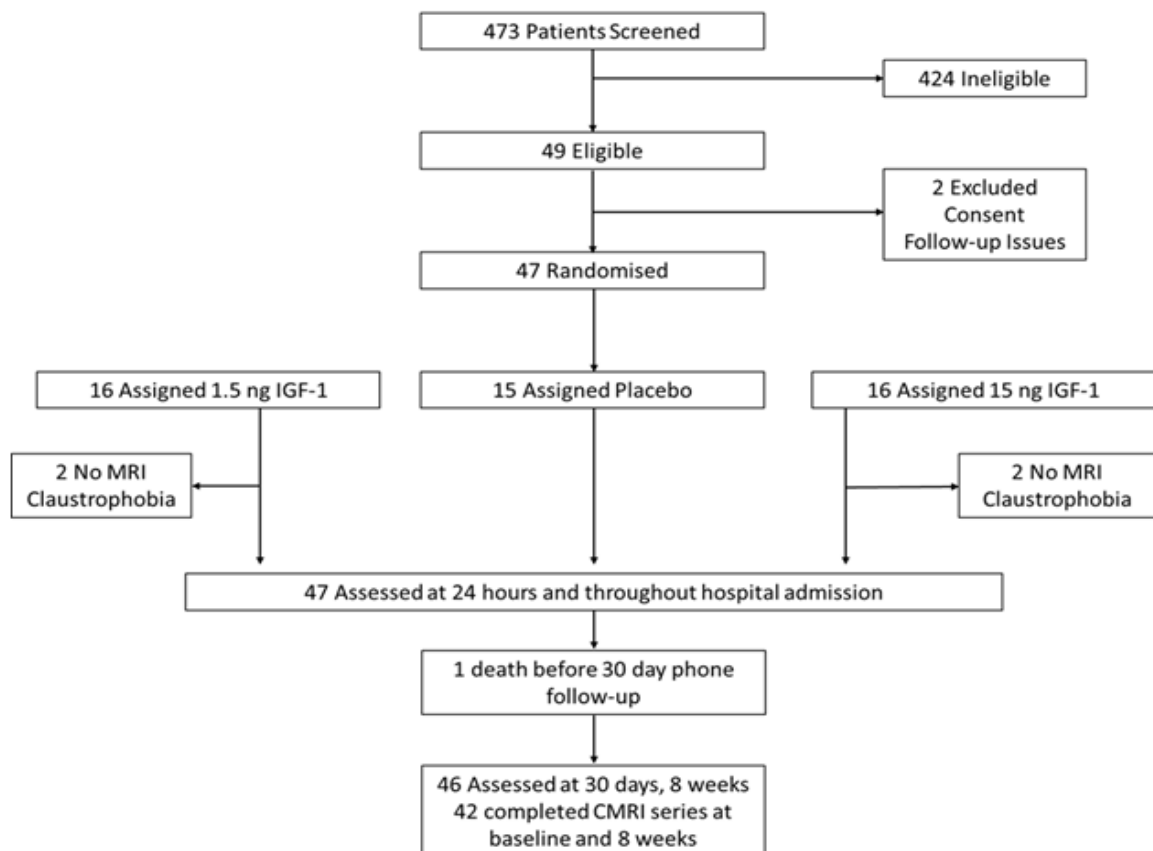 473 Patients Screened
424 Ineligible
49 Eligible
2 Excluded
Consent
Follow-up Issues
47 Randomised
16 Assigned 1.5 ng IGF-1
15 Assigned Placebo
16 Assigned 15 ng IGF-1
2 No MRI
Claustrophobia
2 No MRI
Claustrophobia
47 Assessed at 24 hours and throughout hospital admission
1 death before 30 day phone
follow-up
46 Assessed at 30 days, 8 weeks
42 completed CMRI series at
baseline and 8 weeks